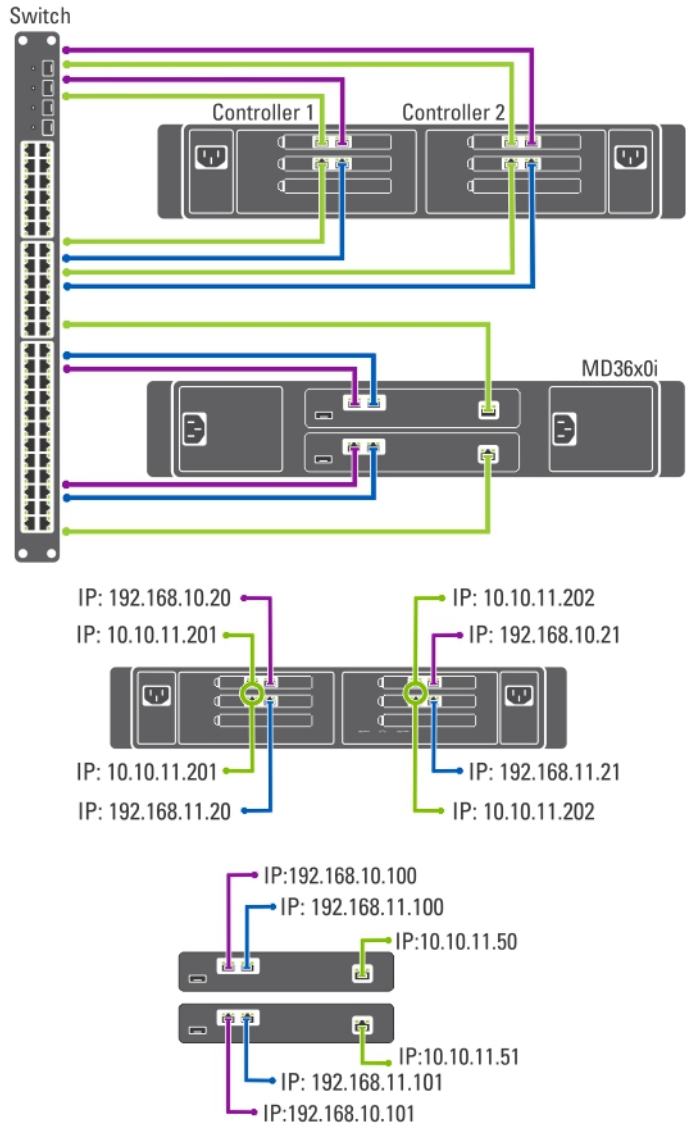 Switch
Controller 1
Controller 2
MD36x0i
IP: 192.168.10.20
IP: 10.10.11.202
IP: 10.10.11.201
IP: 192.168.10.21
IP: 10.10.11.201
IP: 192.168.11.21
IP: 192.168.11.20
IP: 10.10.11.202
IP:192.168.10.100
IP: 192.168.11.100
IP:10.10.11.50
IP:10.10.11.51
IP: 192.168.11.101
IP:192.168.10.101